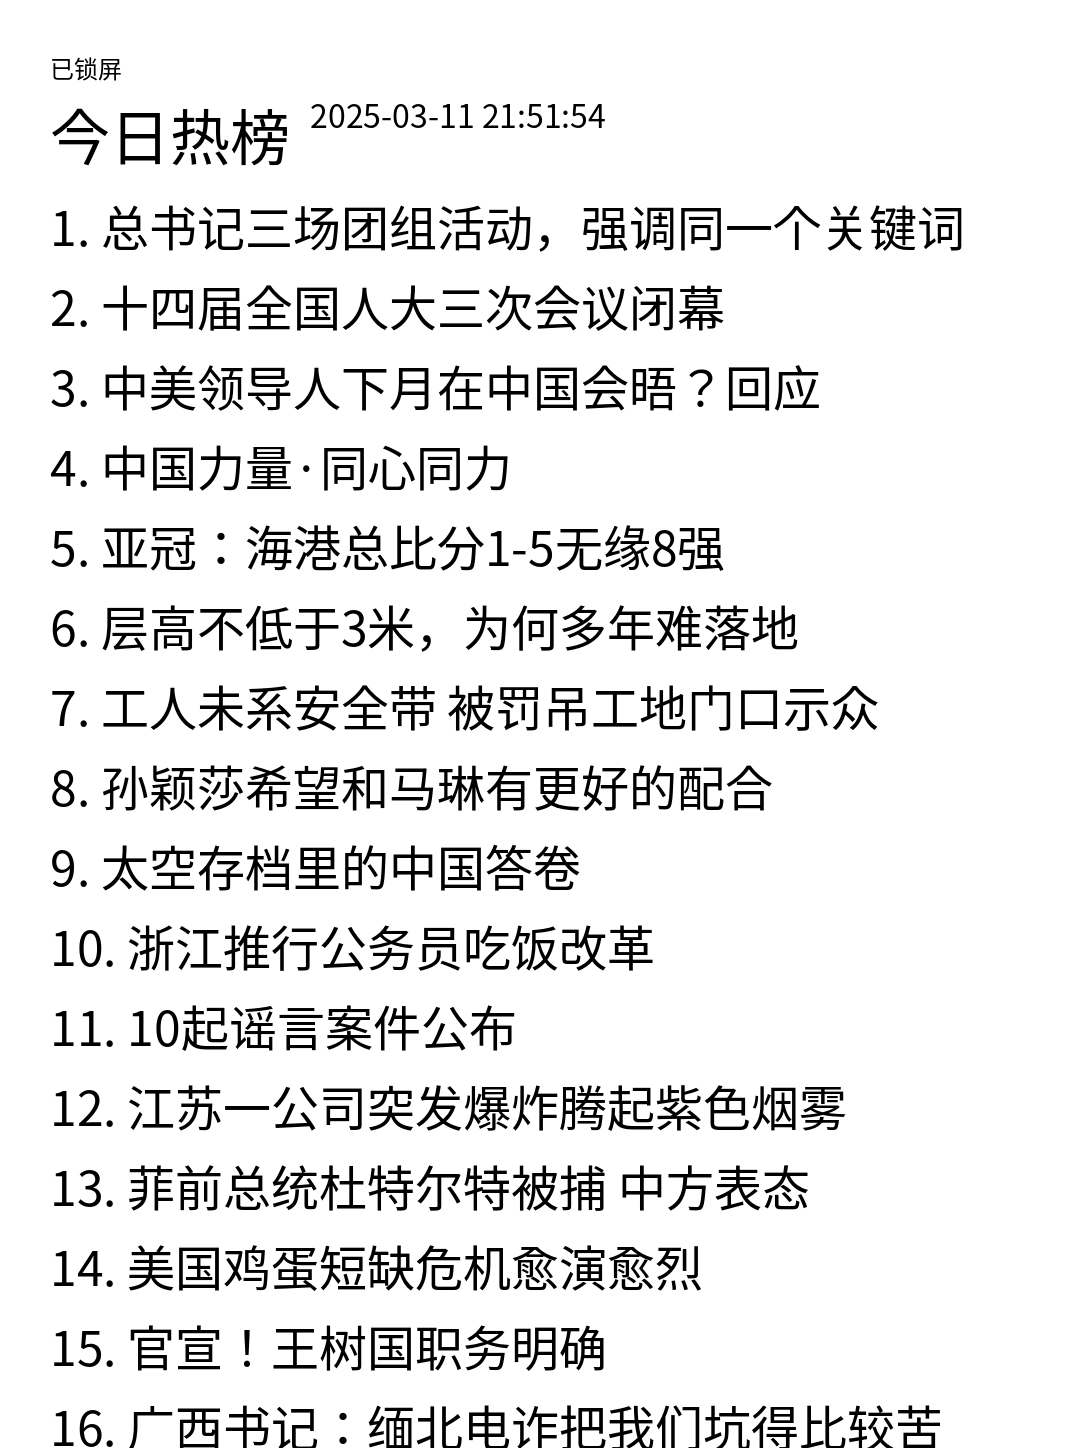 已锁屏
今日热榜 2025-03-11 21:51:54
1. 总书记三场团组活动，强调同一个关键词
2. 十四届全国人大三次会议闭幕
3. 中美领导人下月在中国会晤？回应
4. 中国力量·同心同力
5. 亚冠：海港总比分1-5无缘8强
6. 层高不低于3米，为何多年难落地
7. 工人未系安全带 被罚吊工地门口示众
8. 孙颖莎希望和马琳有更好的配合
9. 太空存档里的中国答卷
10. 浙江推行公务员吃饭改革
11. 10起谣言案件公布
12. 江苏一公司突发爆炸腾起紫色烟雾
13. 菲前总统杜特尔特被捕 中方表态
14. 美国鸡蛋短缺危机愈演愈烈
15. 官宣！王树国职务明确
16. 广西书记：缅北电诈把我们坑得比较苦